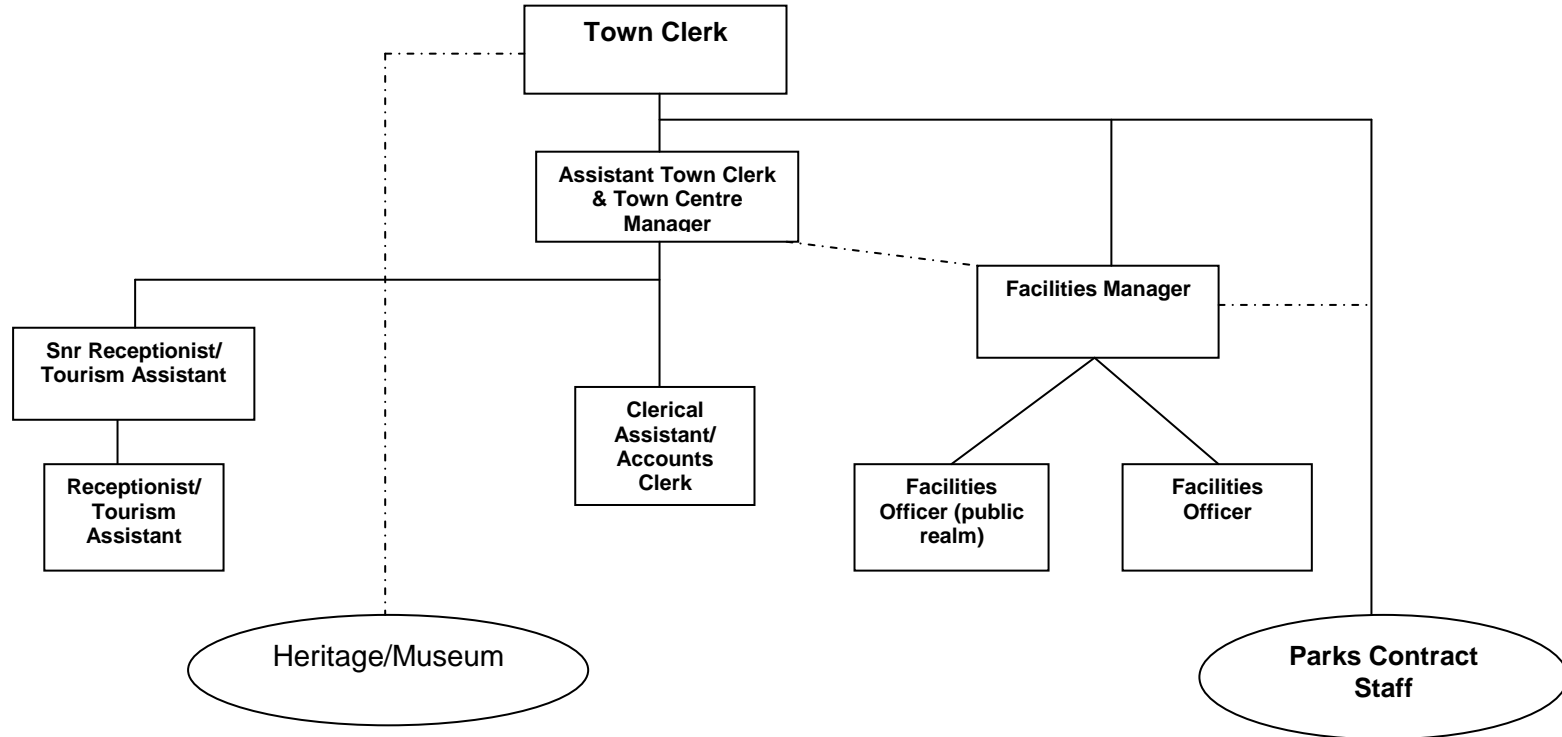 Town Clerk
Assistant Town Clerk
& Town Centre
Manager
Facilities Manager
Snr Receptionist/
Tourism Assistant
Clerical
Assistant/
Accounts
Clerk
Receptionist/
Tourism
Assistant
Facilities
Officer (public
realm)
Facilities
Officer
Heritage/Museum
Parks Contract
Staff